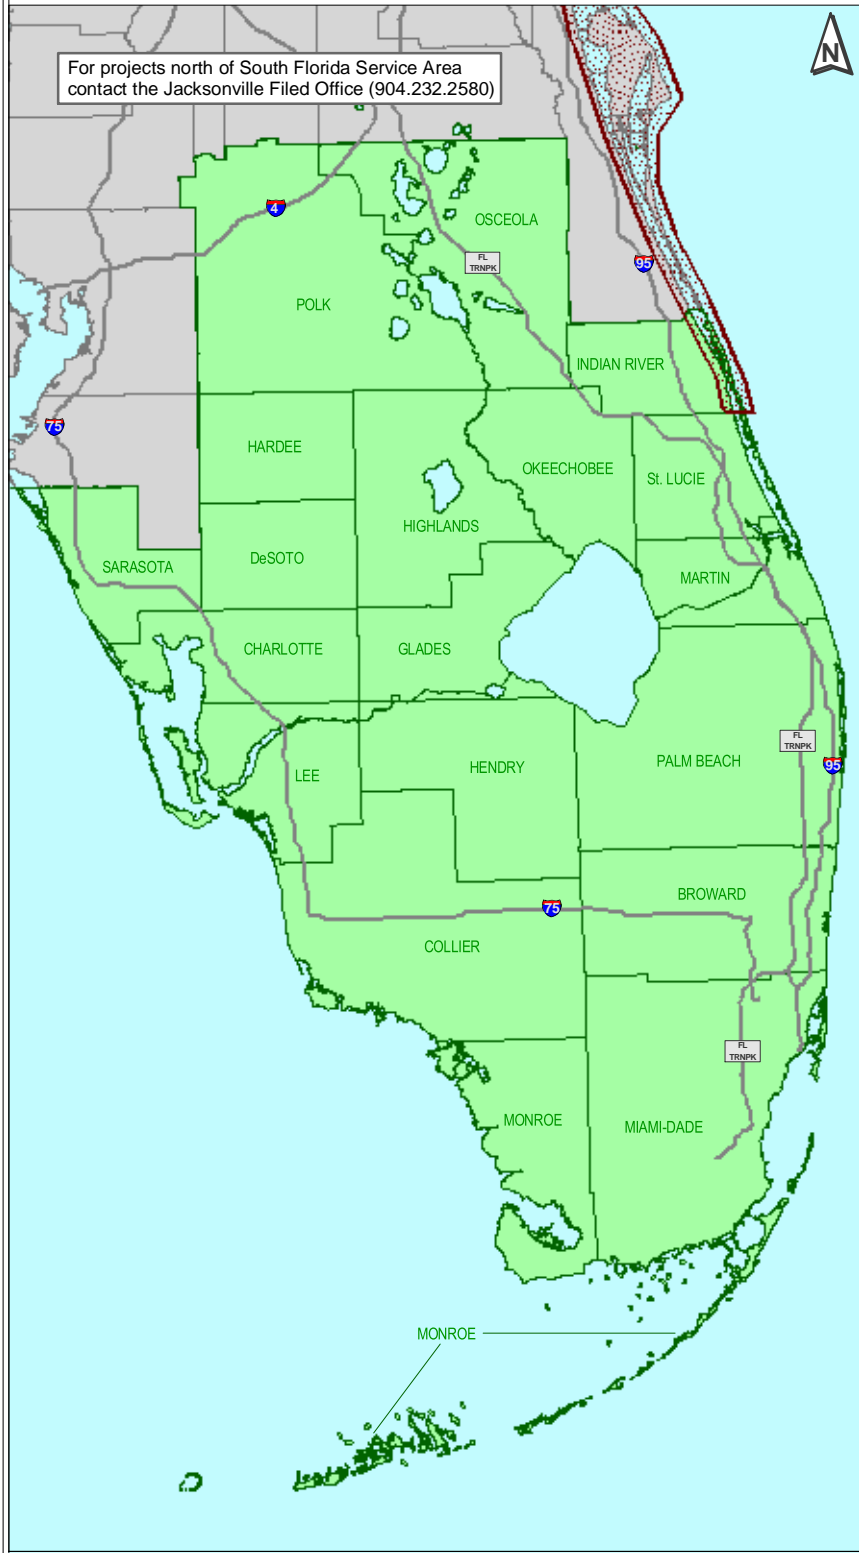 N
For projects north of South Florida Service Area
contact the Jacksonville Filed Office (904.232.2580)
4
OSCEOLA
FL
TRNPK
95
POLK
INDIAN RIVER
75
HARDEE
OKEECHOBEE
St. LUCIE
HIGHLANDS
SARASOTA
DeSOTO
MARTIN
CHARLOTTE
GLADES
FL
TRNPK
95
LEE
HENDRY
PALM BEACH
BROWARD
75
COLLIER
FL
TRNPK
MONROE
MIAMI-DADE
MONROE